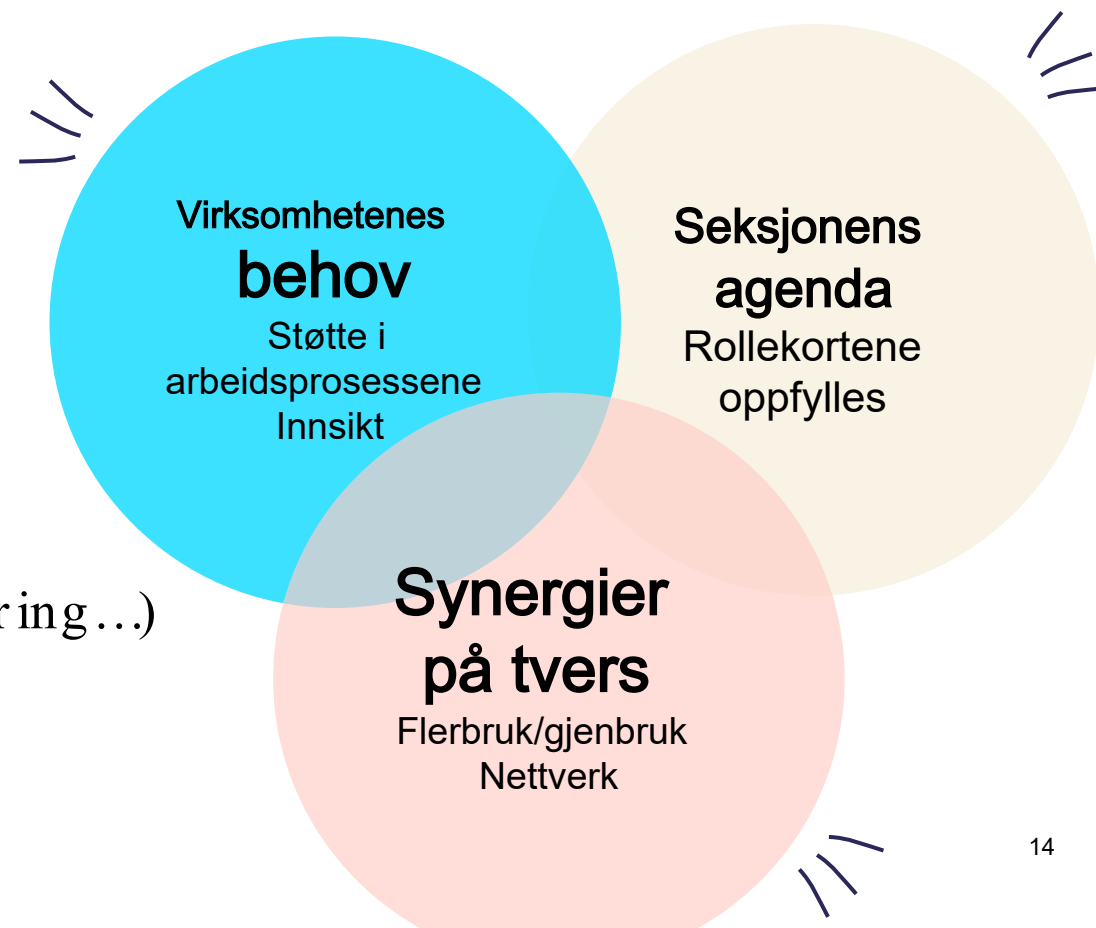 Virksomhetenes
behov
Støtte i
arbeidsprosessene
Innsikt
Seksjonens
agenda
Rollekortene
oppfylles
ring…)
Synergier
på tvers
Flerbruk/gjenbruk
Nettverk
14